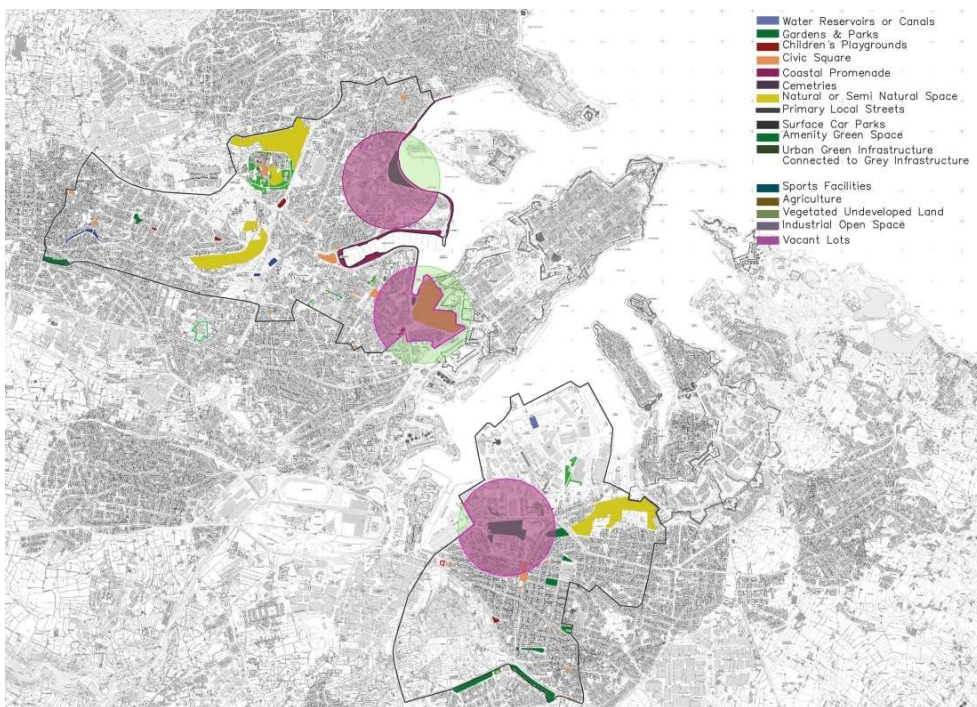 Water Reservoirs or Canals
Gardens & Parks
Children's Playgrounds
Civic Square
Coastal Promenade
Cemetries
Natural or Semi Natural Space
Primary Local Streets
Surface Car Parks
Amenity Green Space
Urban Green Infrastructure
Connected to Grey Infrastructure
Sports Facilities
Agriculture
Vegetated Undeveloped Land
Industrial Open Space
Vacant Lots